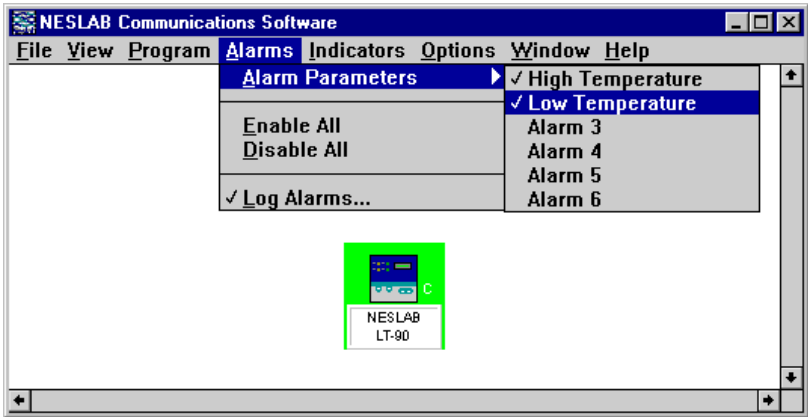 NESLAB Communications Software
File View Program Alarms Indicators Options Window Help
Alarm Parameters
Enable All
Disable All
✓ Log Alarms...
✓ High Temperature
✓ Low Temperature
Alarm 3
Alarm 4
Alarm 5
Alarm 6
C
NESLAB
LT-90